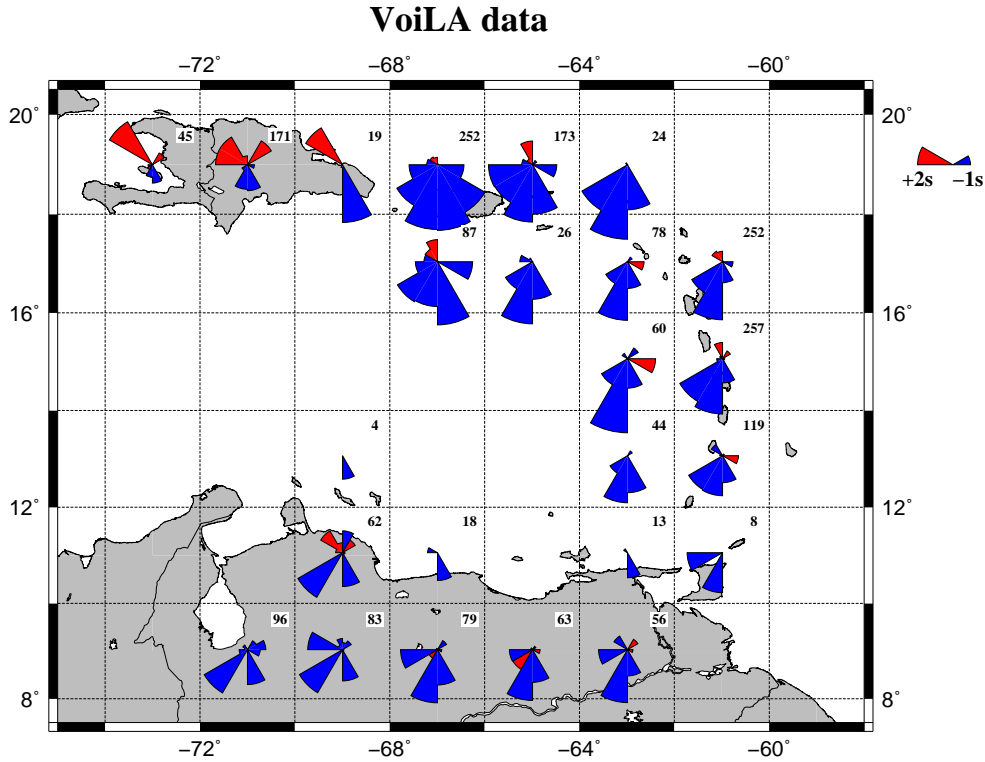 VoiLA data
−72˚ −68˚ −64˚ −60˚
20˚ 20˚
45 171 19 252 173 24
+2s −1s
87 26 78 252
16˚ 16˚
60 257
4 44 119
12˚ 12˚
62 18 13 8
96 83 79 63 56
8˚ 8˚
−72˚ −68˚ −64˚ −60˚